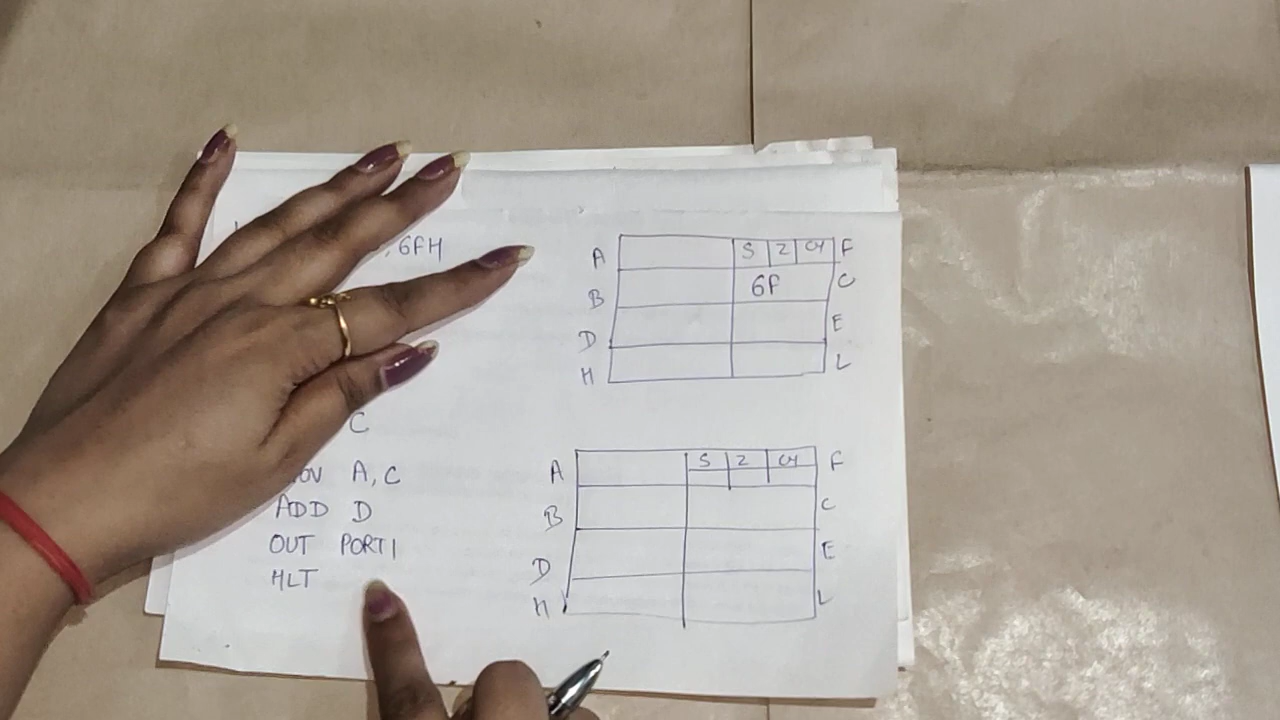 ,6FH
C
A, C
ADD D
OUT PORT1
HLT
A S Z CY F
B 6F C
D E
H L
A S Z CY F
B C
D E
H L